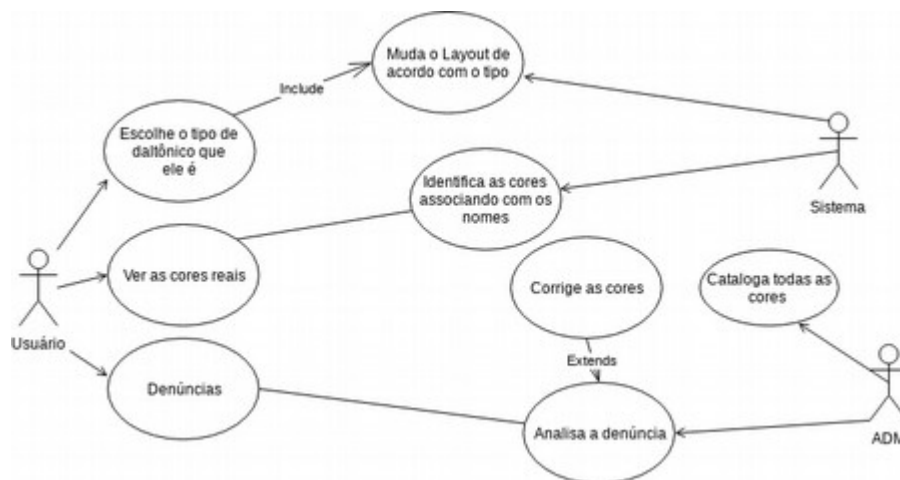 Muda o Layout de
acordo com o tipo
Include
Escolhe o tipo de
daltônico que
ele é
Sistema
Identifica as cores
associando com os
nomes
Ver as cores reais
Corrige as cores
Cataloga todas as
cores
Usuário
Extends
Denúncias
Analisa a denúncia
ADM